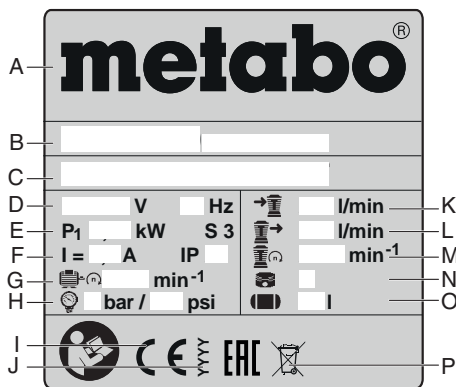 A metabo®
B
C
D V Hz
E P1 kW S 3
F I = A IP
G n min-1
H bar / psi
l/min K
l/min L
n min-1 M
N
l O
I CE
J YYYY EAC P